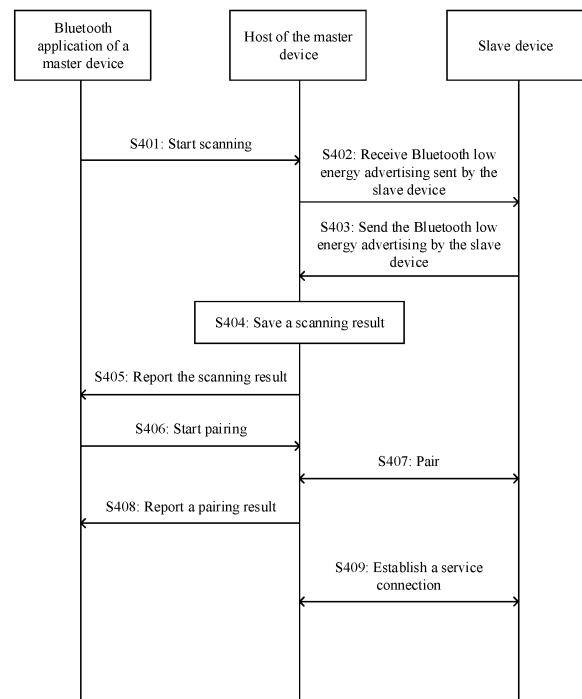 Bluetooth
application of a
master device
Host of the master
device
Slave device
S401: Start scanning
S402: Receive Bluetooth low
energy advertising sent by the
slave device
S403: Send the Bluetooth low
energy advertising by the slave
device
S404: Save a scanning result
S405: Report the scanning result
S406: Start pairing
S407: Pair
S408: Report a pairing result
S409: Establish a service
connection